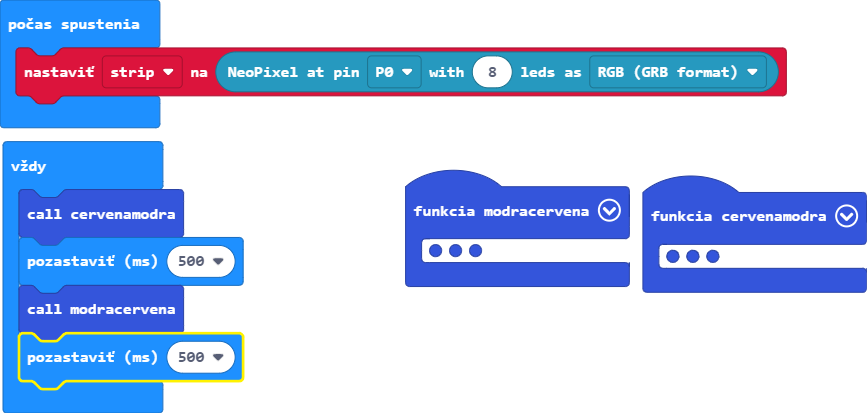 počas spustenia
nastaviť strip na NeoPixel at pin P0 with 8 leds as RGB (GRB format)
vždy
call cervenamodra
pozastaviť (ms) 500
call modracervena
pozastaviť (ms) 500
funkcia modracervena
funkcia cervenamodra